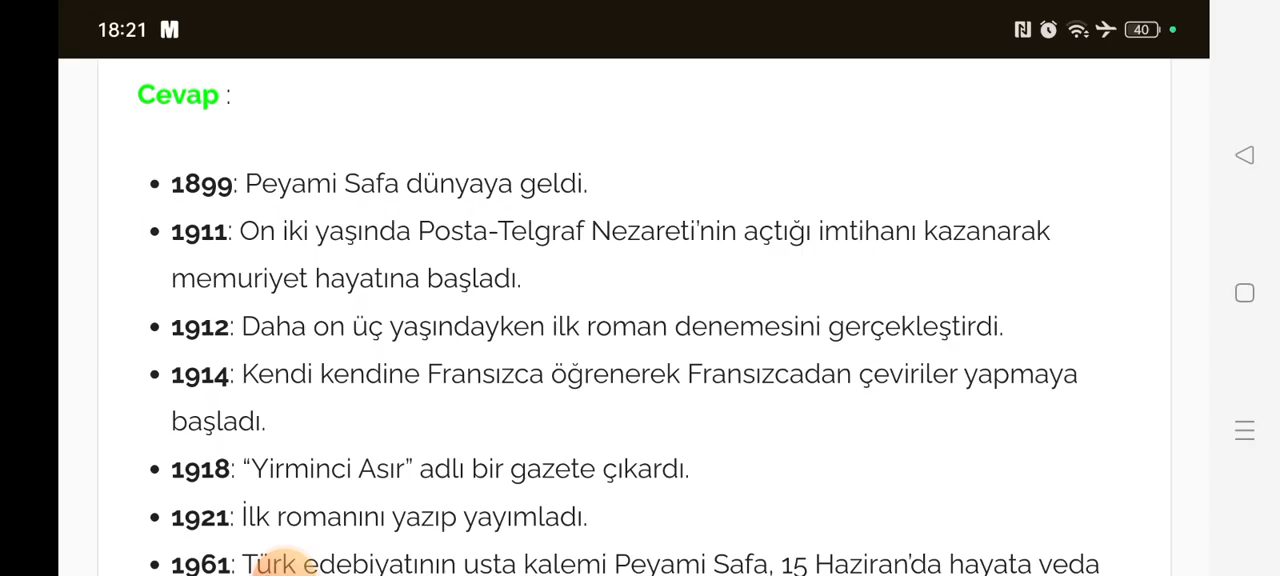 18:21 M
40
Cevap :
• 1899: Peyami Safa dünyaya geldi.
• 1911: On iki yaşında Posta-Telgraf Nezareti'nin açtığı imtihanı kazanarak
memuriyet hayatına başladı.
• 1912: Daha on üç yaşındayken ilk roman denemesini gerçekleştirdi.
• 1914: Kendi kendine Fransızca öğrenerek Fransızcadan çeviriler yapmaya
başladı.
• 1918: “Yirminci Asır” adlı bir gazete çıkardı.
• 1921: İlk romanını yazıp yayımladı.
• 1961: Türk edebiyatının usta kalemi Peyami Safa, 15 Haziran'da hayata veda